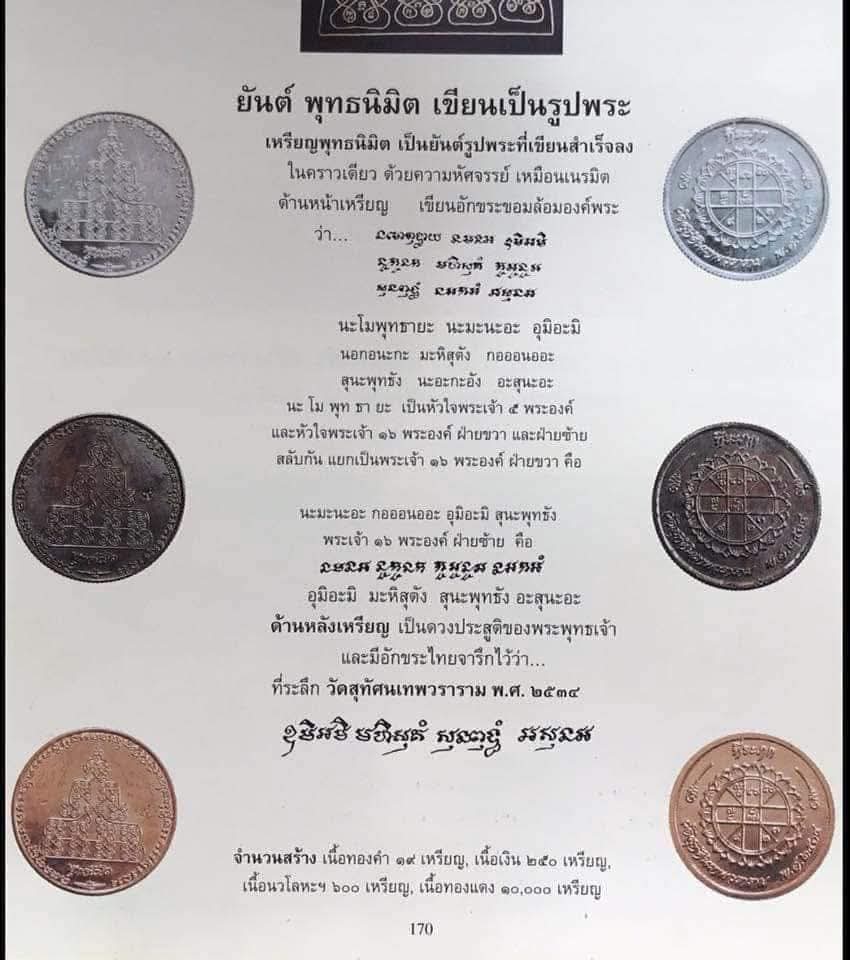 ยันต์ พุทธนิมิต เขียนเป็นรูปพระ
เหรียญพุทธนิมิต เป็นยันต์รูปพระที่เขียนสำเร็จลง
ในคราวเดียว ด้วยความหัศจรรย์ เหมือนเนรมิต
ด้านหน้าเหรียญ เขียนอักขระขอมล้อมองค์พระ
ว่า...
นะโมพุทธายะ นะมะนะอะ อุมิอะมิ
นอกอนะกะ มะหิสุตัง กอออนออะ
สุนะพุทธัง นะอะกะอัง อะสุนะอะ
นะ โม พุท ธา ยะ เป็นหัวใจพระเจ้า ๕ พระองค์
และหัวใจพระเจ้า ๑๖ พระองค์ ฝ่ายขวา และฝ่ายซ้าย
สลับกัน แยกเป็นพระเจ้า ๑๖ พระองค์ ฝ่ายขวา คือ
นะมะนะอะ กอออนออะ อุมิอะมิ สุนะพุทธัง
พระเจ้า ๑๖ พระองค์ ฝ่ายซ้าย คือ
อุมิอะมิ มะหิสุตัง สุนะพุทธัง อะสุนะอะ
ด้านหลังเหรียญ เป็นดวงประสูติของพระพุทธเจ้า
และมีอักขระไทยจารึกไว้ว่า...
ที่ระลึก วัดสุทัศนเทพวราราม พ.ศ. ๒๕๓๔
จำนวนสร้าง เนื้อทองคำ ๑๙ เหรียญ, เนื้อเงิน ๒๕๐ เหรียญ,
เนื้อนวโลหะฯ ๖๐๐ เหรียญ, เนื้อทองแดง ๑๐,๐๐๐ เหรียญ
170